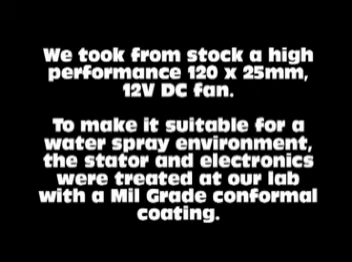 We took from stock a high
performance 120 x 25mm,
12V DC fan.
To make it suitable for a
water spray environment,
the stator and electronics
were treated at our lab
with a Mil Grade conformal
coating.